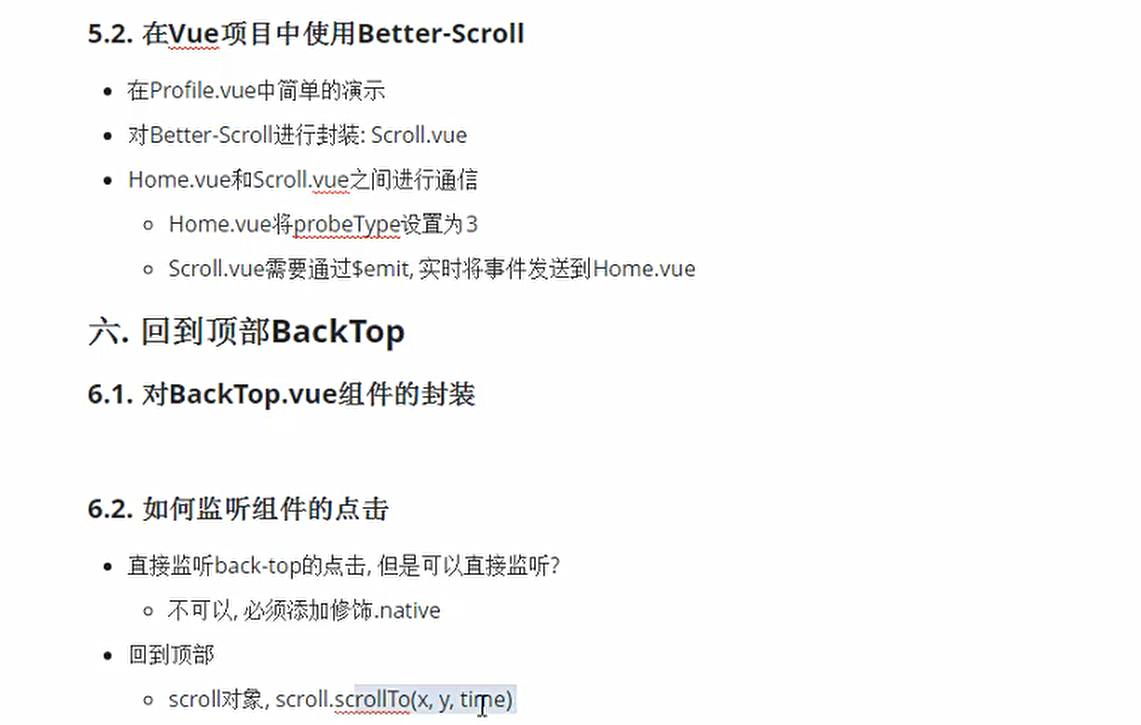 5.2. 在Vue项目中使用Better-Scroll
在Profile.vue中简单的演示
对Better-Scroll进行封装: Scroll.vue
Home.vue和Scroll.vue之间进行通信
Home.vue将probeType设置为3
Scroll.vue需要通过$emit, 实时将事件发送到Home.vue
六. 回到顶部BackTop
6.1. 对BackTop.vue组件的封装
6.2. 如何监听组件的点击
直接监听back-top的点击, 但是可以直接监听?
不可以, 必须添加修饰.native
回到顶部
scroll对象, scroll.scrollTo(x, y, time)